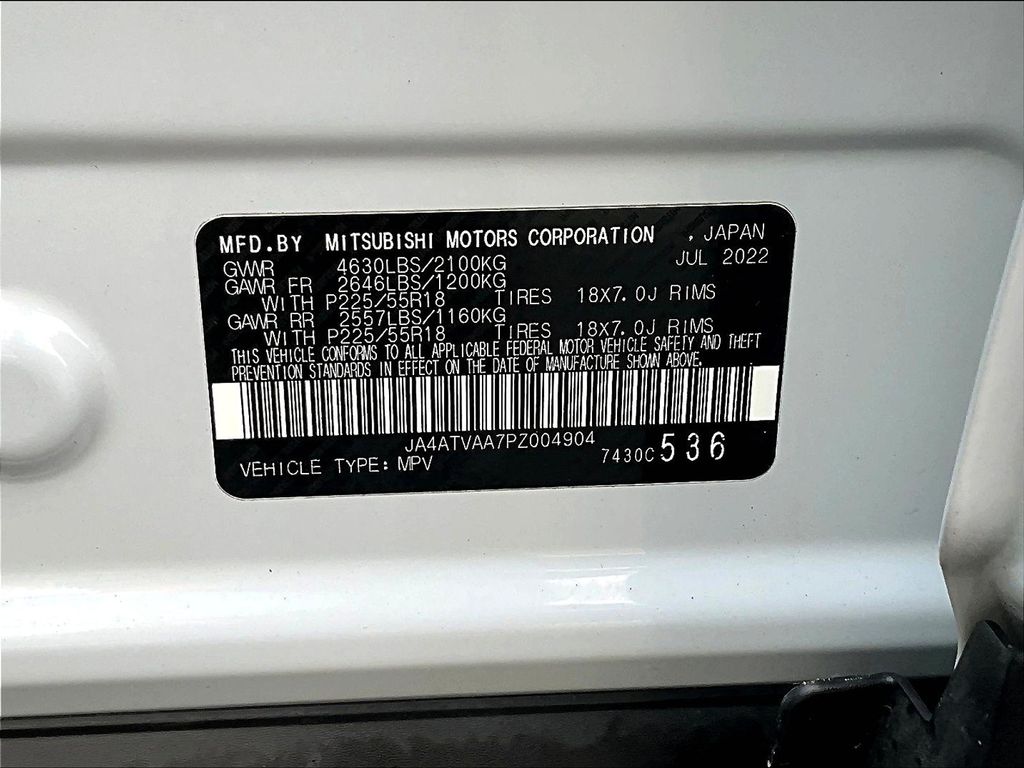 MFD.BY MITSUBISHI MOTORS CORPORATION , JAPAN
GVWR 4630LBS/2100KG JUL 2022
GAWR FR 2646LBS/1200KG
WITH P225/55R18 TIRES 18X7.0J RIMS
GAWR RR 2557LBS/1160KG
WITH P225/55R18 TIRES 18X7.0J RIMS
THIS VEHICLE CONFORMS TO ALL APPLICABLE FEDERAL MOTOR VEHICLE SAFETY AND THEFT
PREVENTION STANDARDS IN EFFECT ON THE DATE OF MANUFACTURE SHOWN ABOVE.
JA4ATVAA7PZ004904
VEHICLE TYPE: MPV 7430C 536